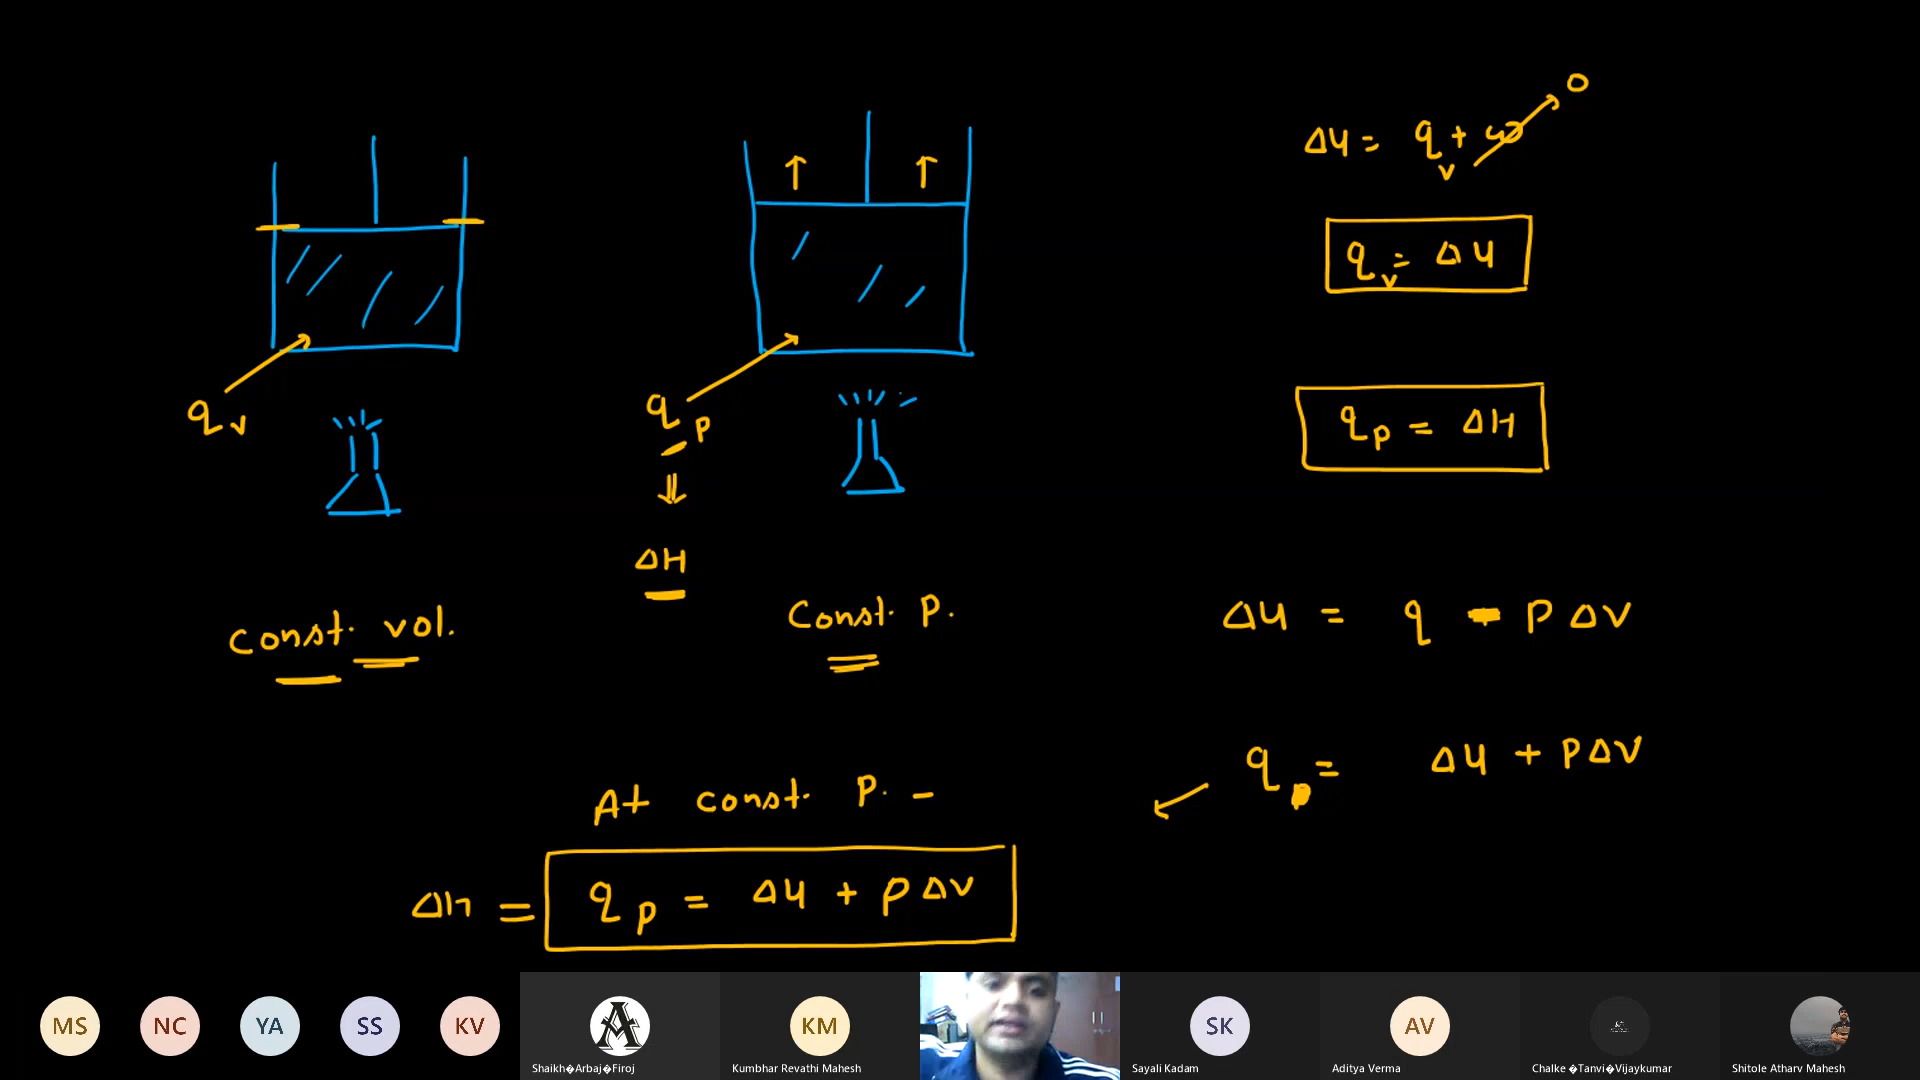 ΔU = q_v + w → 0
q_v = ΔU
q_v
q_p
q_p = ΔH
⇓
ΔH
const. vol.
Const. P.
ΔU = q - P ΔV
q_p = ΔU + PΔV
At const. P. -
ΔH = q_p = ΔU + PΔV
MS NC YA SS KV KM SK AV
Shaikh�Arbaj�Firoj
Kumbhar Revathi Mahesh
Sayali Kadam
Aditya Verma
Chalke �Tanvi�Vijaykumar
Shitole Atharv Mahesh